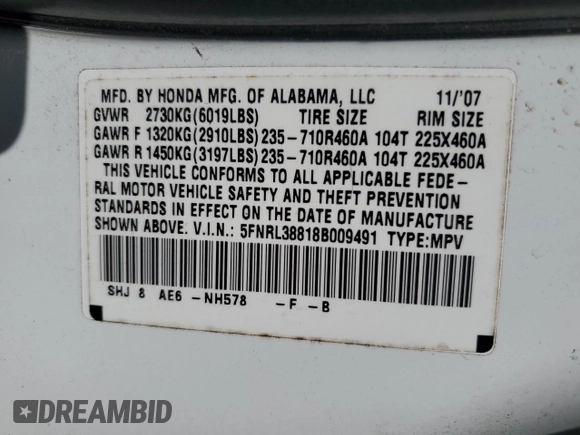 MFD. BY HONDA MFG. OF ALABAMA, LLC 11/'07
GVWR 2730KG(6019LBS) TIRE SIZE RIM SIZE
GAWR F 1320KG(2910LBS)235-710R460A 104T 225X460A
GAWR R 1450KG(3197LBS)235-710R460A 104T 225X460A
THIS VEHICLE CONFORMS TO ALL APPLICABLE FEDE-
RAL MOTOR VEHICLE SAFETY AND THEFT PREVENTION
STANDARDS IN EFFECT ON THE DATE OF MANUFACTURE
SHOWN ABOVE. V.I.N.: 5FNRL38818B009491 TYPE:MPV
SHJ 8 AE6 -NH578 -F -B
DREAMBID